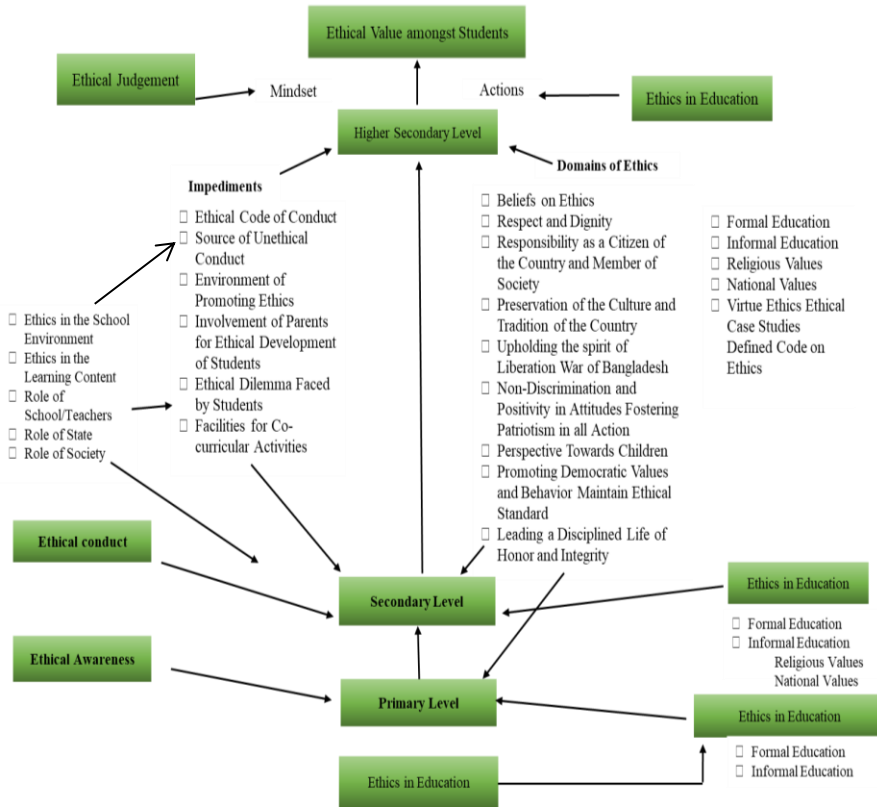 Ethical Value amongst Students
Ethical Judgement
Mindset
Actions
Ethics in Education
Higher Secondary Level
Impediments
☐ Ethical Code of Conduct
☐ Source of Unethical
Conduct
☐ Environment of
Promoting Ethics
☐ Involvement of Parents
for Ethical Development
of Students
☐ Ethical Dilemma Faced
by Students
☐ Facilities for Co-
curricular Activities
Domains of Ethics
☐ Beliefs on Ethics
☐ Respect and Dignity
☐ Responsibility as a Citizen of
the Country and Member of
Society
☐ Preservation of the Culture and
Tradition of the Country
☐ Upholding the spirit of
Liberation War of Bangladesh
☐ Non-Discrimination and
Positivity in Attitudes Fostering
Patriotism in all Action
☐ Perspective Towards Children
☐ Promoting Democratic Values
and Behavior Maintain Ethical
Standard
☐ Leading a Disciplined Life of
Honor and Integrity
☐ Formal Education
☐ Informal Education
☐ Religious Values
☐ National Values
☐ Virtue Ethics Ethical
Case Studies
Defined Code on
Ethics
☐ Ethics in the School
Environment
☐ Ethics in the
Learning Content
☐ Role of
School/Teachers
☐ Role of State
☐ Role of Society
Ethical conduct
Secondary Level
Ethics in Education
☐ Formal Education
☐ Informal Education
Religious Values
National Values
Ethical Awareness
Primary Level
Ethics in Education
☐ Formal Education
☐ Informal Education
Ethics in Education